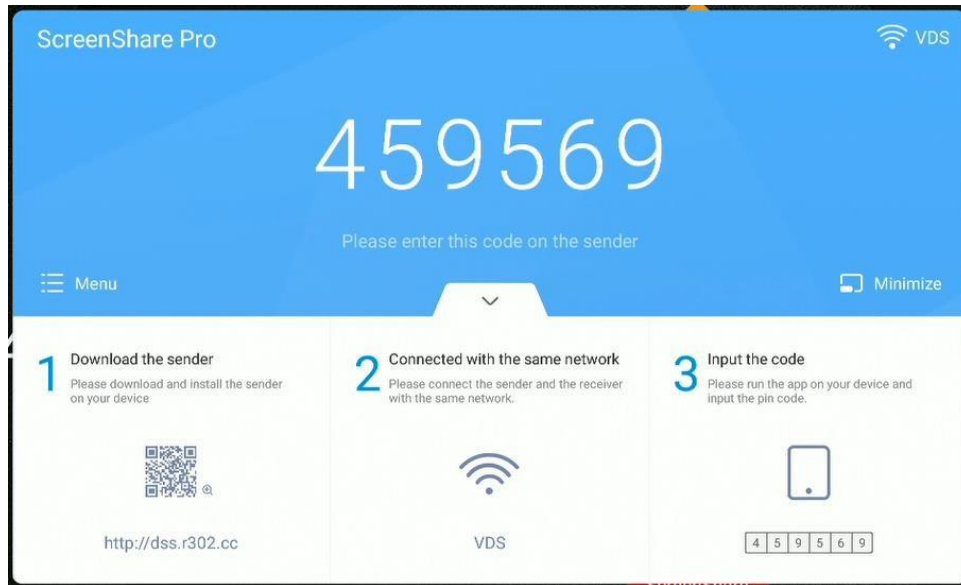 ScreenShare Pro
VDS
459569
Please enter this code on the sender
Menu
Minimize
1
Download the sender
Please download and install the sender
on your device
http://dss.r302.cc
2
Connected with the same network
Please connect the sender and the receiver
with the same network.
VDS
3
Input the code
Please run the app on your device and
input the pin code.
4 5 9 5 6 9